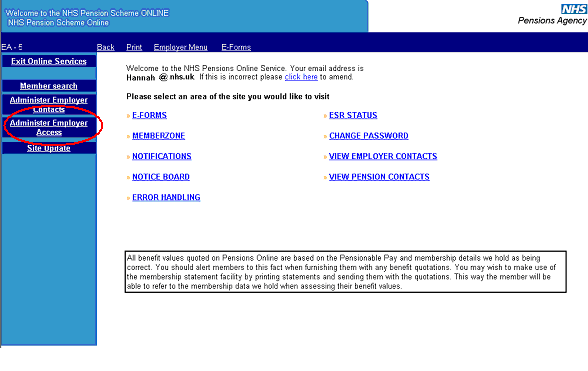 Welcome to the NHS Pension Scheme ONLINE
NHS Pension Scheme Online
NHS
Pensions Agency
EA - 5
Back Print Employer Menu E-Forms
Exit Online Services
Member search
Administer Employer
Contacts
Administer Employer
Access
Site Update
Welcome to the NHS Pensions Online Service. Your email address is
Hannah @ nhs.uk. If this is incorrect please click here to amend.
Please select an area of the site you would like to visit
E-FORMS
ESR STATUS
MEMBERZONE
CHANGE PASSWORD
NOTIFICATIONS
VIEW EMPLOYER CONTACTS
NOTICE BOARD
VIEW PENSION CONTACTS
ERROR HANDLING
All benefit values quoted on Pensions Online are based on the Pensionable Pay and membership details we hold as being
correct. You should alert members to this fact when furnishing them with any benefit quotations. You may wish to make use of
the membership statement facility by printing statements and sending them with the quotations. This way the member will be
able to refer to the membership data we hold when assessing their benefit values.